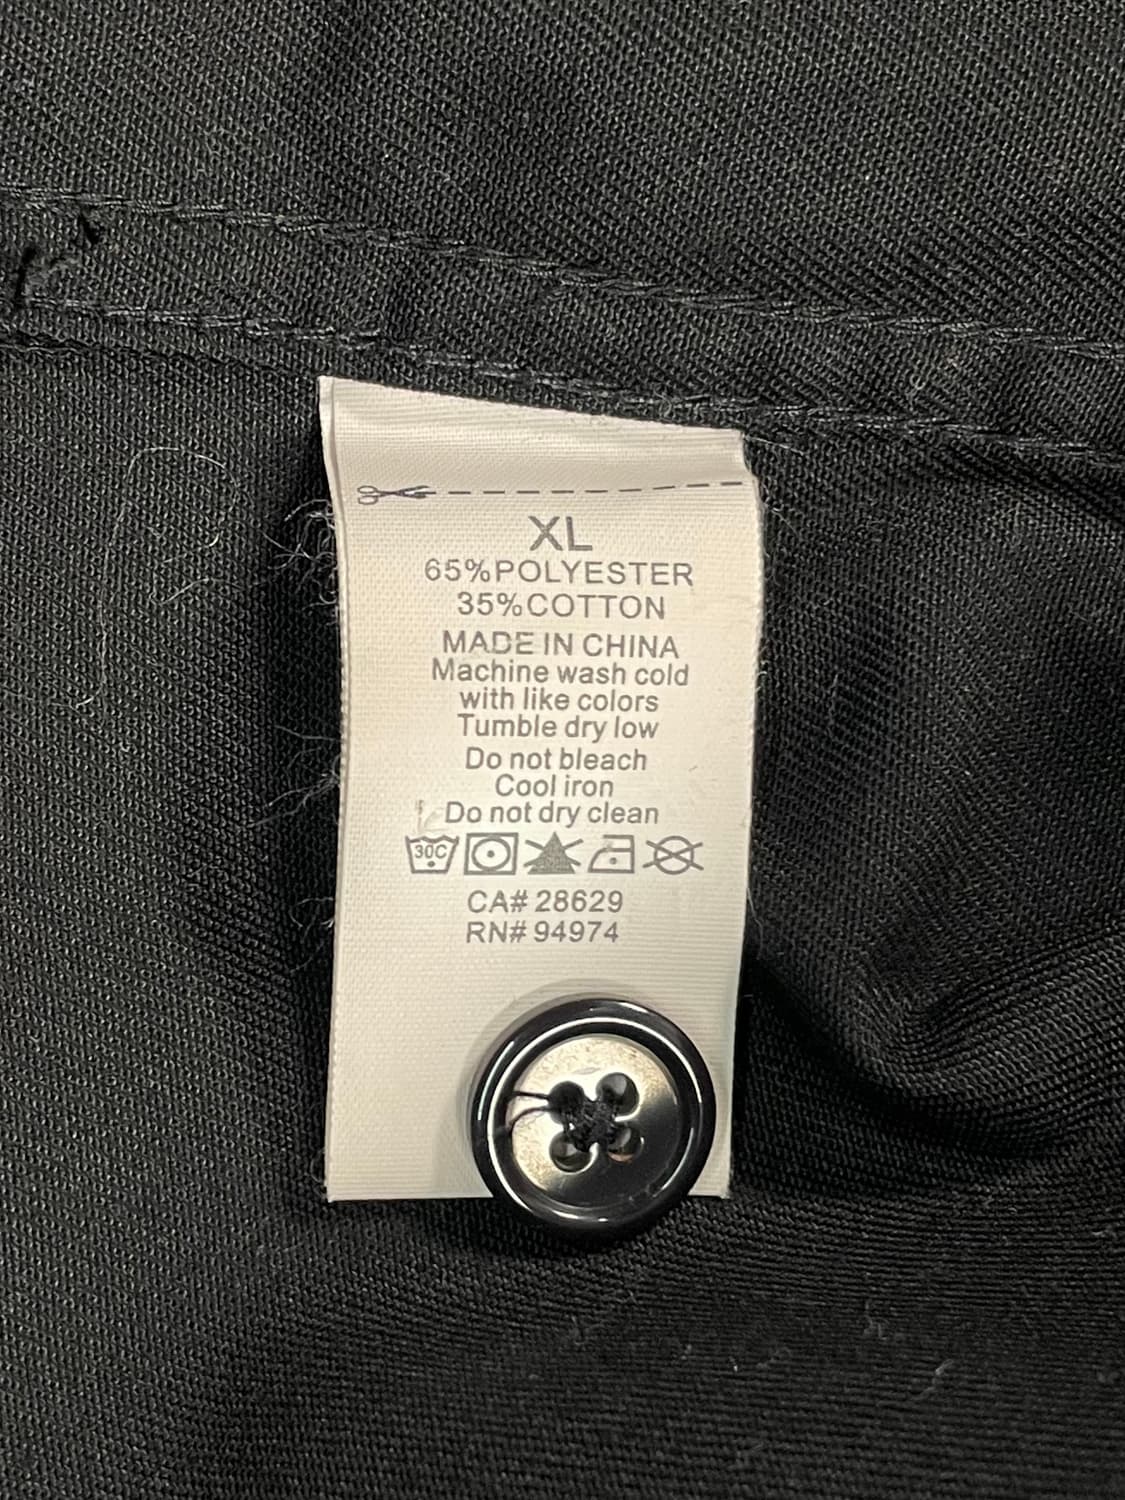 XL
65%POLYESTER
35%COTTON
MADE IN CHINA
Machine wash cold
with like colors
Tumble dry low
Do not bleach
Cool iron
Do not dry clean
30C
CA# 28629
RN# 94974